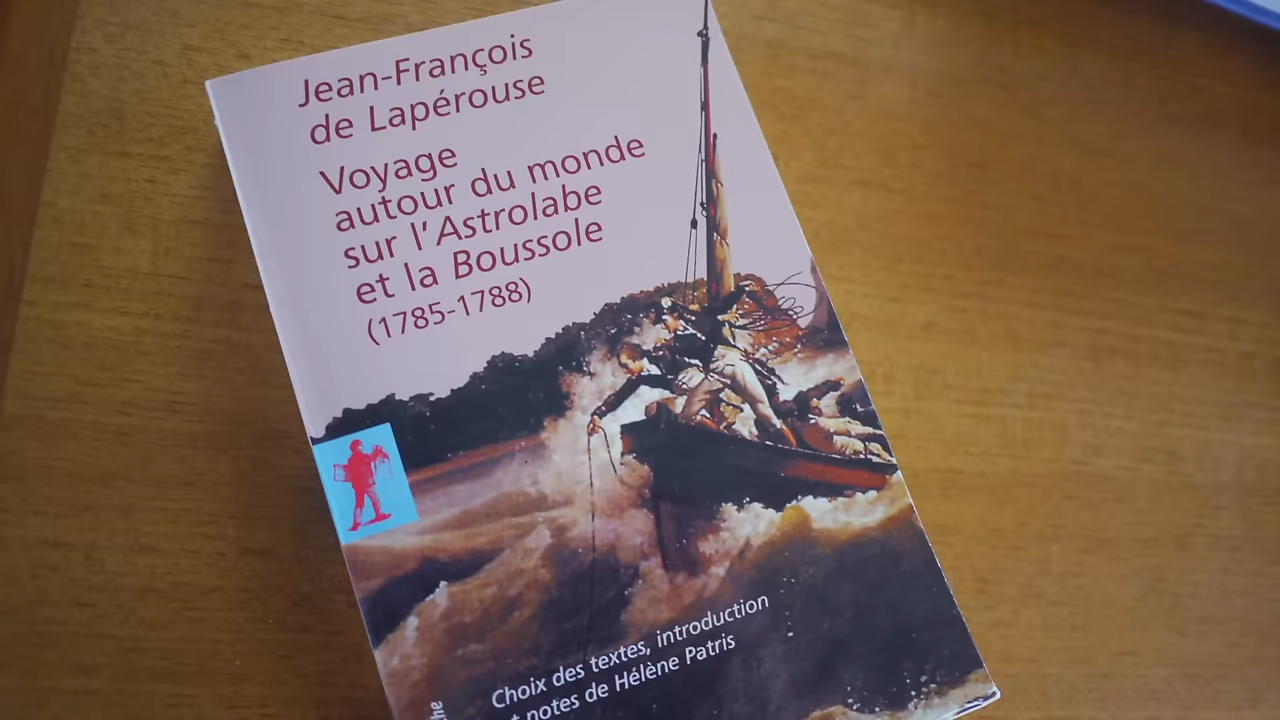 Jean-François
de Lapérouse
Voyage
autour du monde
sur l'Astrolabe
et la Boussole
(1785-1788)
Choix des textes, introduction
notes de Hélène Patris